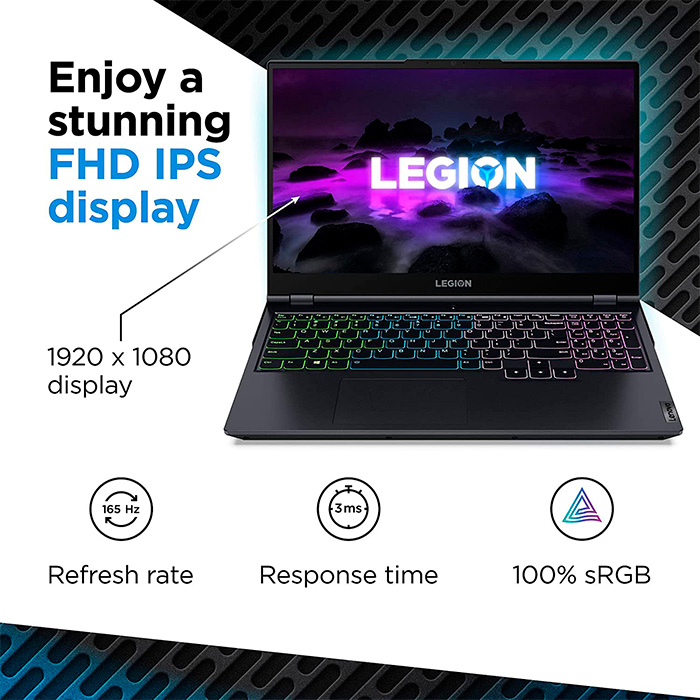 Enjoy a
stunning
FHD IPS
display
LEGION
LEGION
1920 x 1080
display
Lenovo
165 Hz
3ms
Refresh rate
Response time
100% sRGB